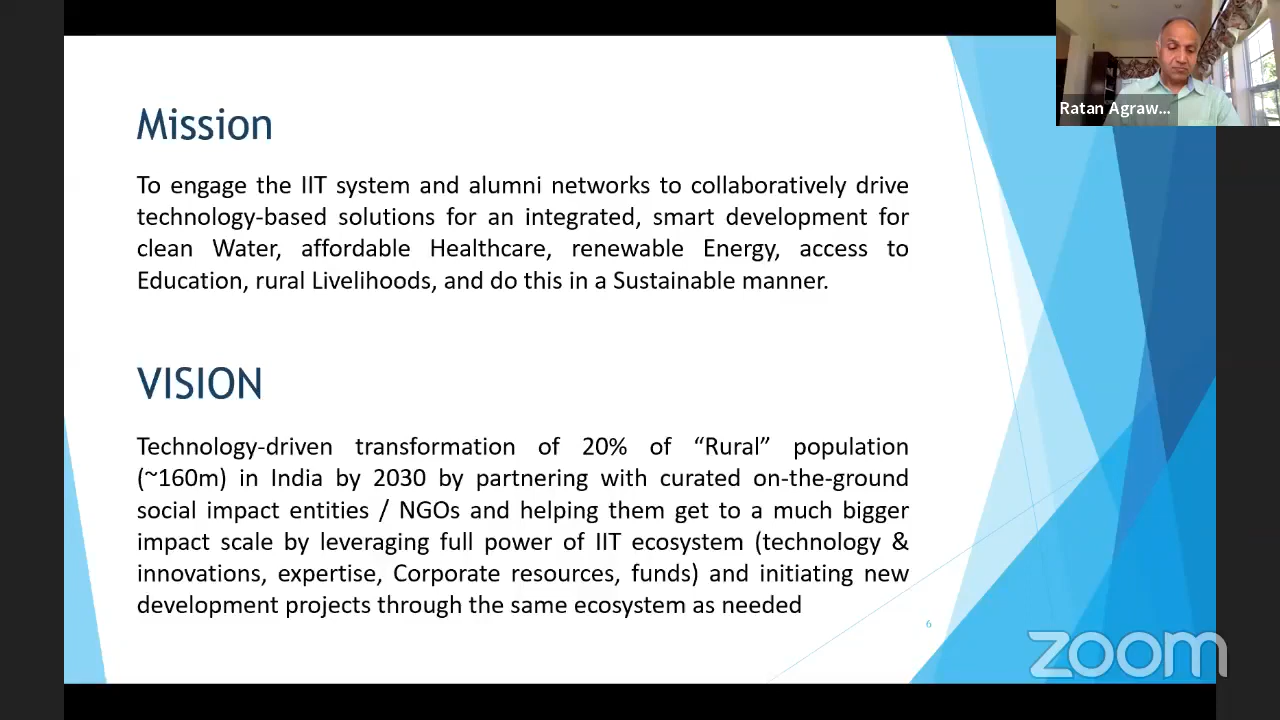 Mission
To engage the IIT system and alumni networks to collaboratively drive
technology-based solutions for an integrated, smart development for
clean Water, affordable Healthcare, renewable Energy, access to
Education, rural Livelihoods, and do this in a Sustainable manner.
VISION
Technology-driven transformation of 20% of “Rural” population
(~160m) in India by 2030 by partnering with curated on-the-ground
social impact entities / NGOs and helping them get to a much bigger
impact scale by leveraging full power of IIT ecosystem (technology &
innovations, expertise, Corporate resources, funds) and initiating new
development projects through the same ecosystem as needed
6
Ratan Agraw...
zoom